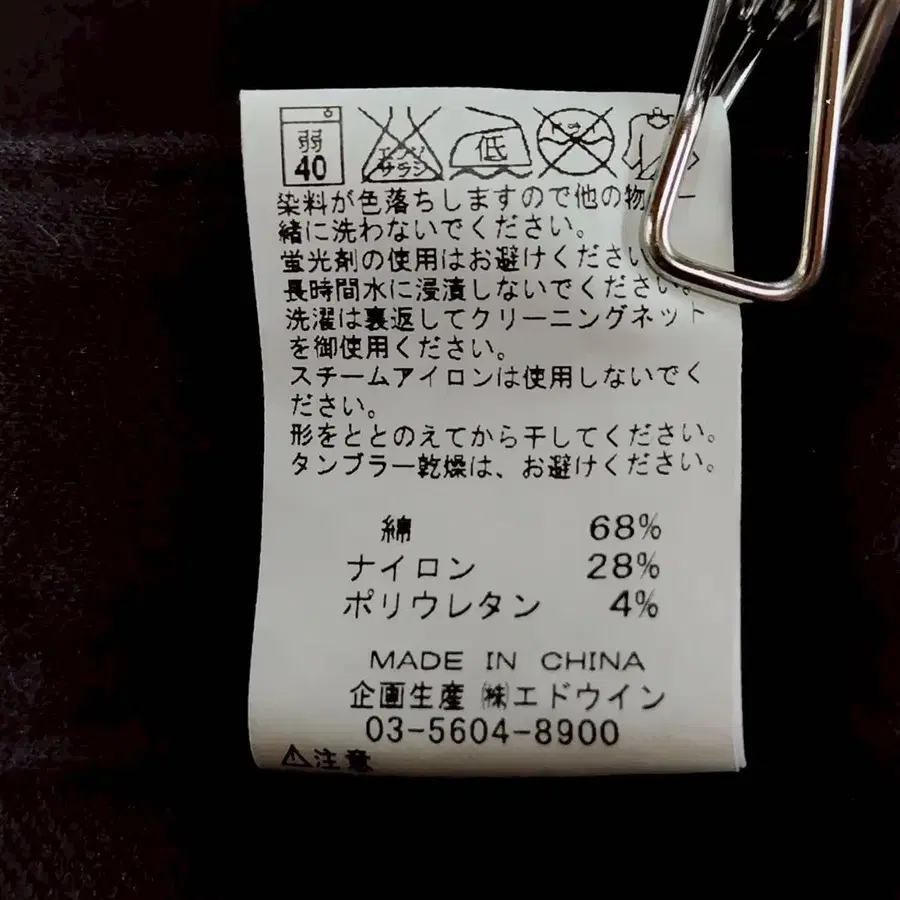 弱
40
エンソ
サラシ
低
染料が色落ちしますので他の物 一
緒に洗わないでください。
蛍光剤の使用はお避けください
長時間水に浸漬しないでください。
洗濯は裏返してクリーニングネット
を御使用ください。
スチームアイロンは使用しないでく
ださい。
形をととのえてから干してください。
タンブラー乾燥は、お避けください。
綿 68%
ナイロン 28%
ポリウレタン 4%
MADE IN CHINA
企画生産 ㈱エドウイン
03-5604-8900
⚠注意